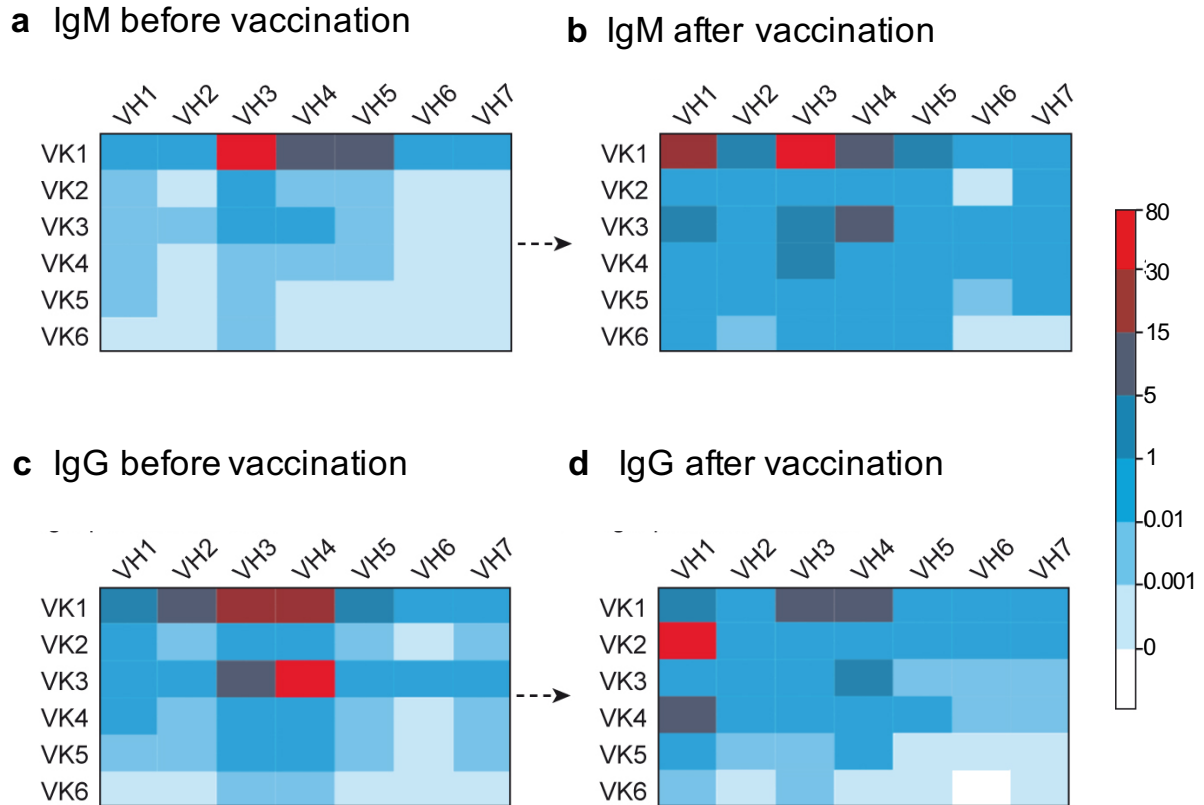 a IgM before vaccination
b IgM after vaccination
VH1 VH2 VH3 VH4 VH5 VH6 VH7
VK1
VK2
VK3
VK4
VK5
VK6
VH1 VH2 VH3 VH4 VH5 VH6 VH7
VK1
VK2
VK3
VK4
VK5
VK6
80
30
15
5
1
0.01
0.001
0
c IgG before vaccination
d IgG after vaccination
VH1 VH2 VH3 VH4 VH5 VH6 VH7
VK1
VK2
VK3
VK4
VK5
VK6
VH1 VH2 VH3 VH4 VH5 VH6 VH7
VK1
VK2
VK3
VK4
VK5
VK6